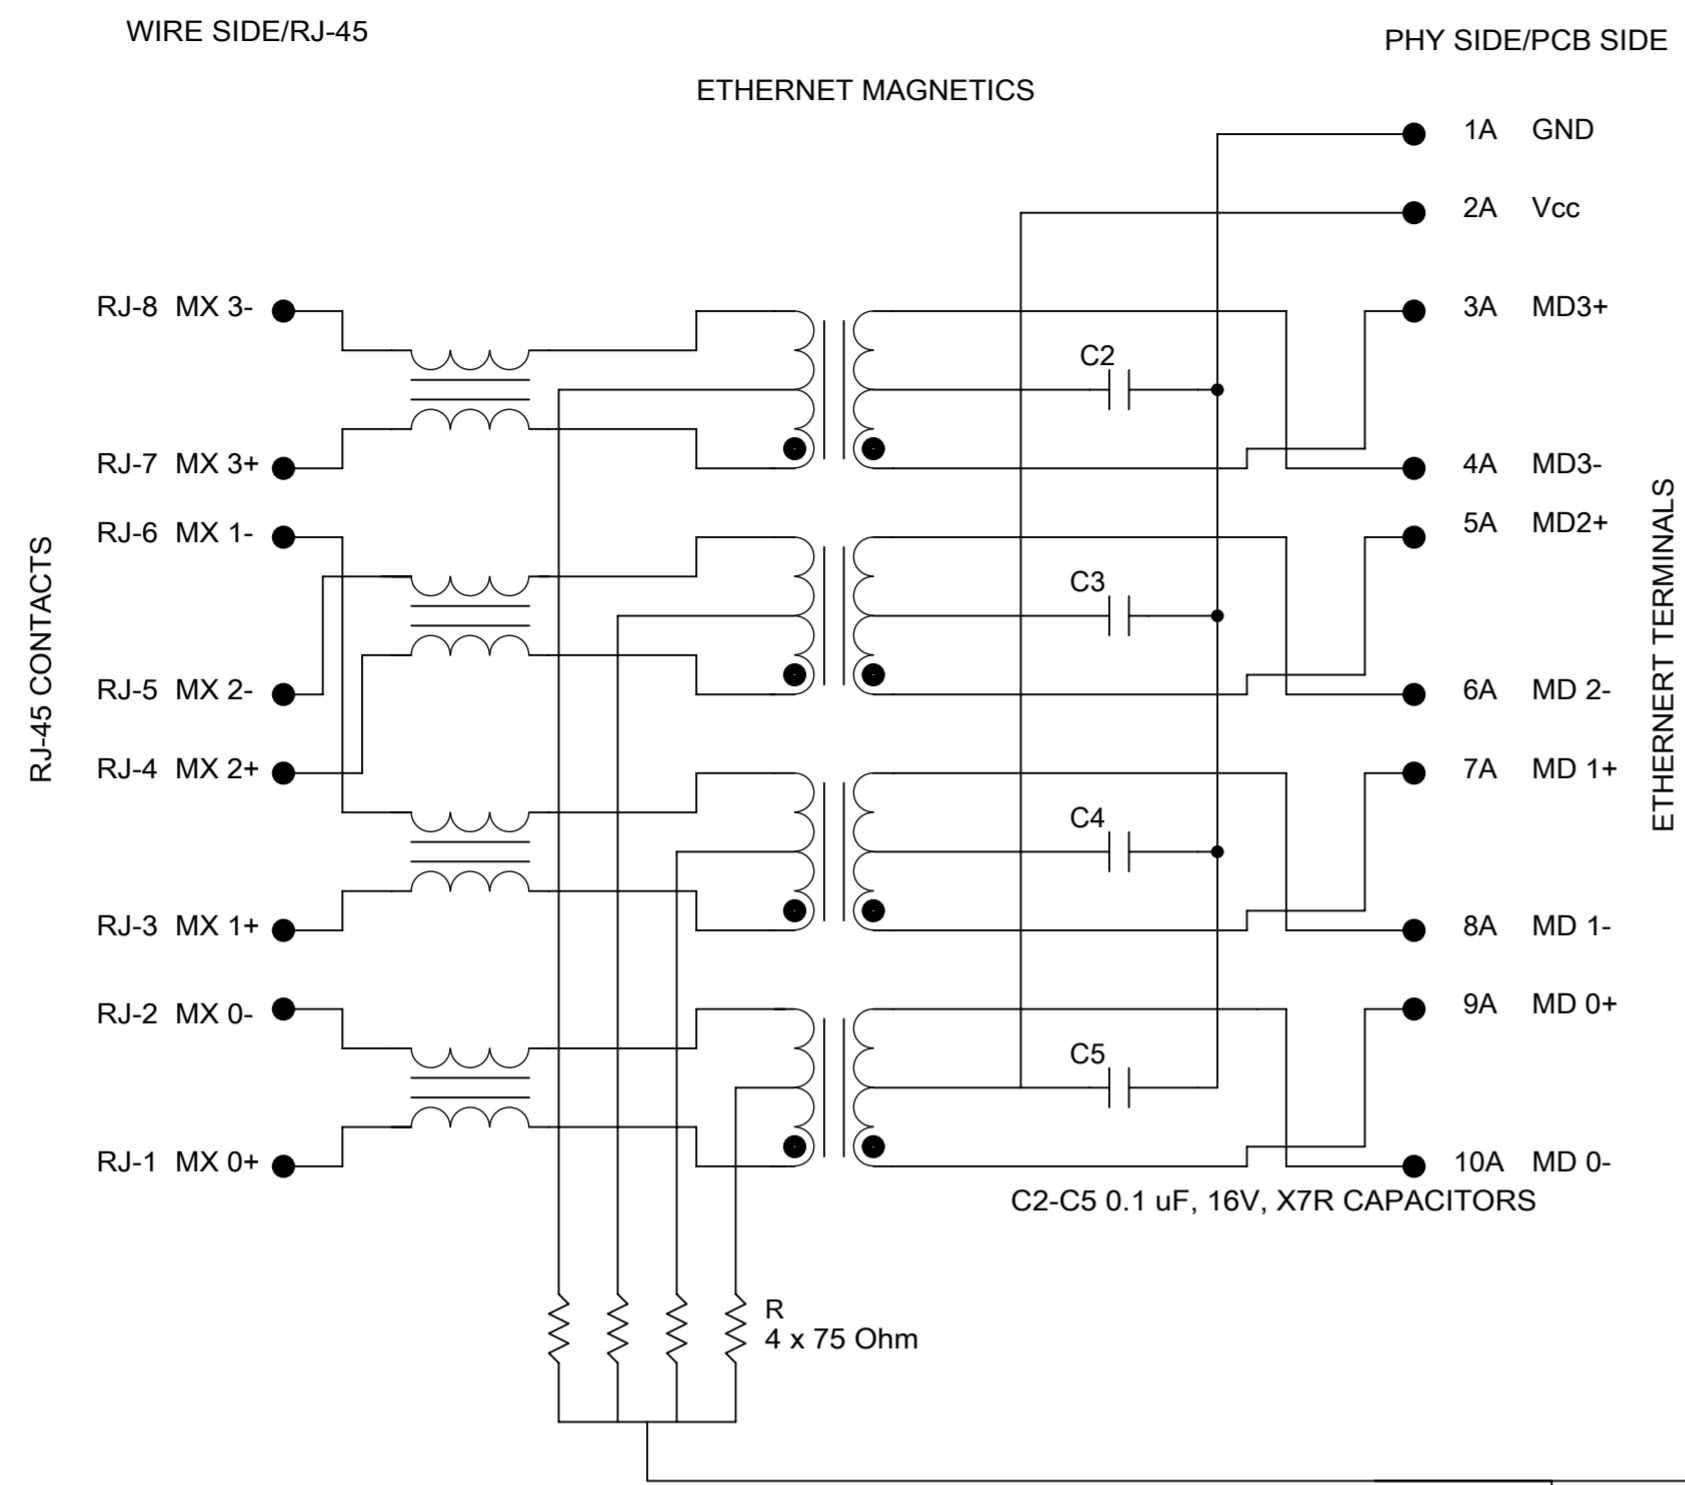 WIRE SIDE/RJ-45
PHY SIDE/PCB SIDE
ETHERNET MAGNETICS
1A GND
2A Vcc
RJ-8 MX 3-
3A MD3+
C2
RJ-7 MX 3+
4A MD3-
RJ-6 MX 1-
5A MD2+
C3
RJ-5 MX 2-
6A MD 2-
RJ-45 CONTACTS
ETHERNERT TERMINALS
RJ-4 MX 2+
7A MD 1+
C4
RJ-3 MX 1+
8A MD 1-
RJ-2 MX 0-
9A MD 0+
C5
RJ-1 MX 0+
10A MD 0-
C2-C5 0.1 uF, 16V, X7R CAPACITORS
R
4 x 75 Ohm